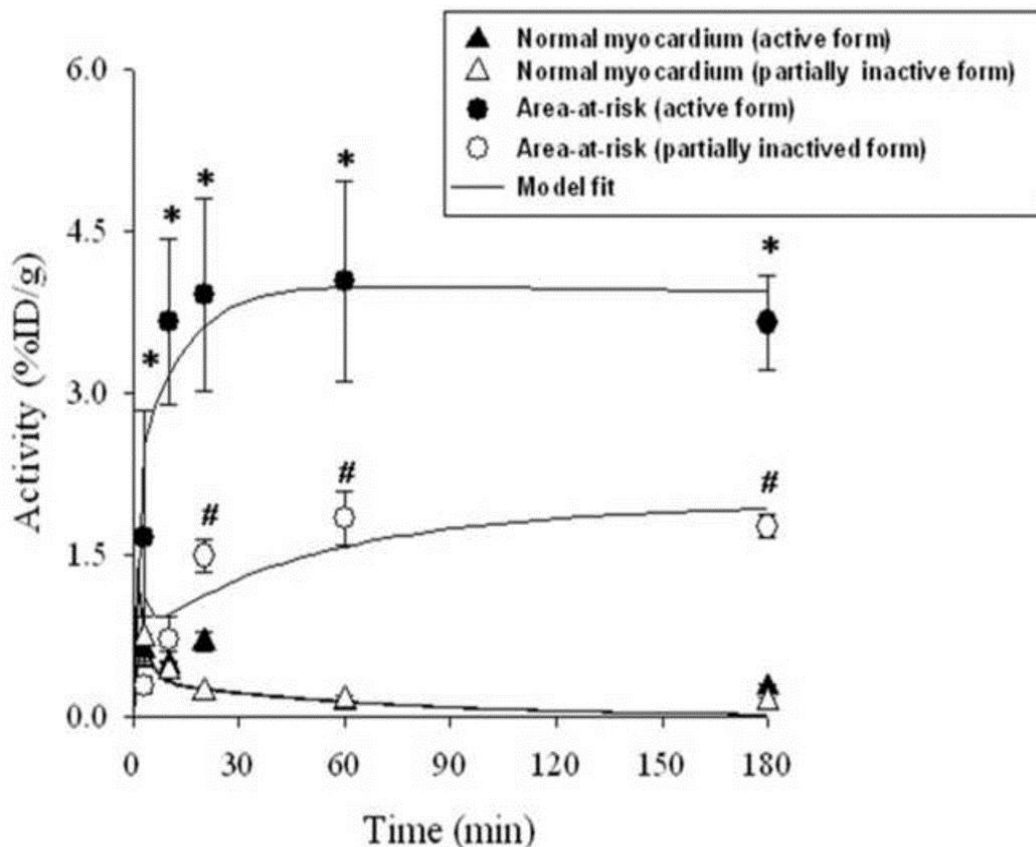 Normal myocardium (active form)
Normal myocardium (partially inactive form)
Area-at-risk (active form)
Area-at-risk (partially inactived form)
Model fit
6.0
4.5
3.0
1.5
0.0
Activity (%ID/g)
* * * * *
# # #
0 30 60 90 120 150 180
Time (min)